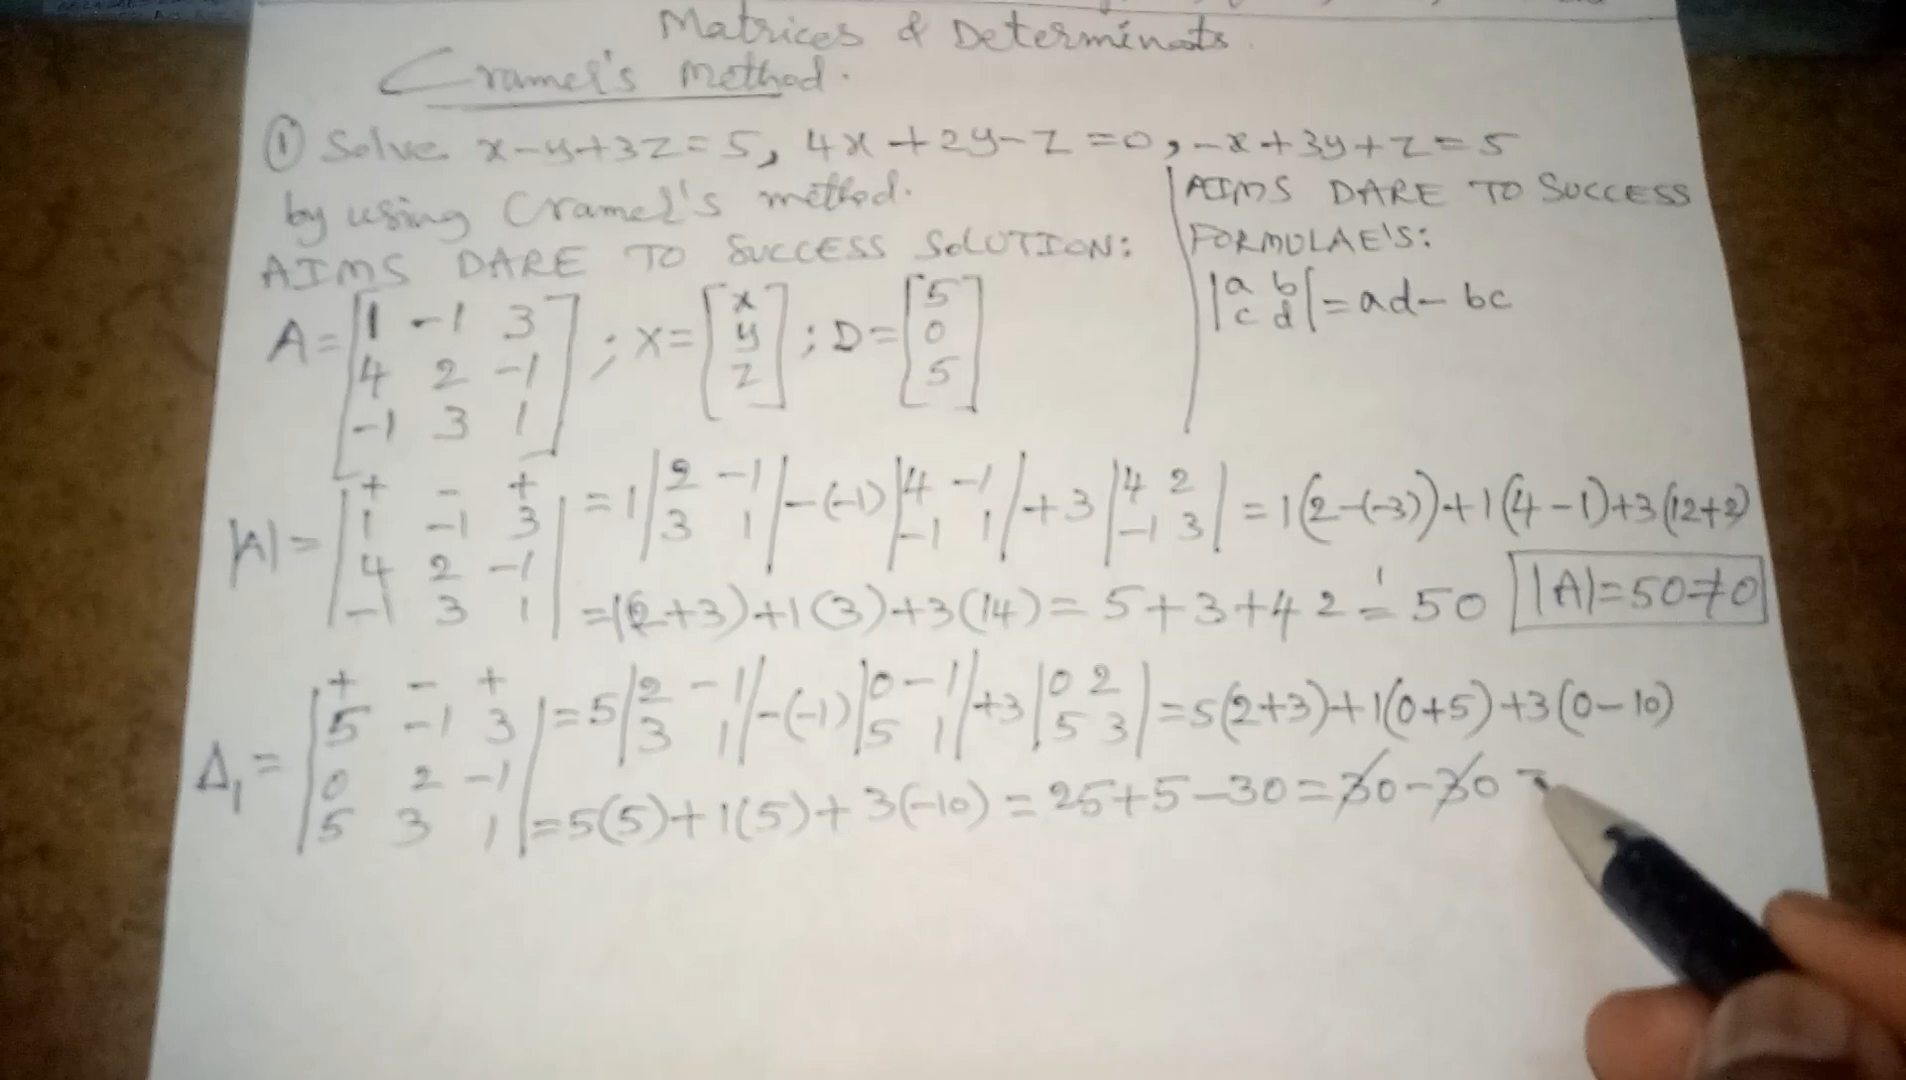 Matrices & Determinats.
Cramer's Method.
① Solve x-y+3z=5, 4x+2y-z=0, -x+3y+z=5
by using Cramer's method.
AIMS DARE TO SUCCESS SOLUTION:
AIMS DARE TO SUCCESS
FORMULAE'S:
|a b; c d| = ad - bc
A = [1 -1 3; 4 2 -1; -1 3 1] ; X = [x; y; z] ; D = [5; 0; 5]
+ - +
|A| = |1 -1 3; 4 2 -1; -1 3 1| = 1|2 -1; 3 1| -(-1)|4 -1; -1 1| +3|4 2; -1 3| = 1(2-(-3))+1(4-1)+3(12+2)
=1(2+3)+1(3)+3(14) = 5+3+42 = 50
|A|=50≠0
+ - +
Δ₁ = |5 -1 3; 0 2 -1; 5 3 1| = 5|2 -1; 3 1| -(-1)|0 -1; 5 1| +3|0 2; 5 3| = 5(2+3)+1(0+5)+3(0-10)
=5(5)+1(5)+3(-10) = 25+5-30 = 30-30 =